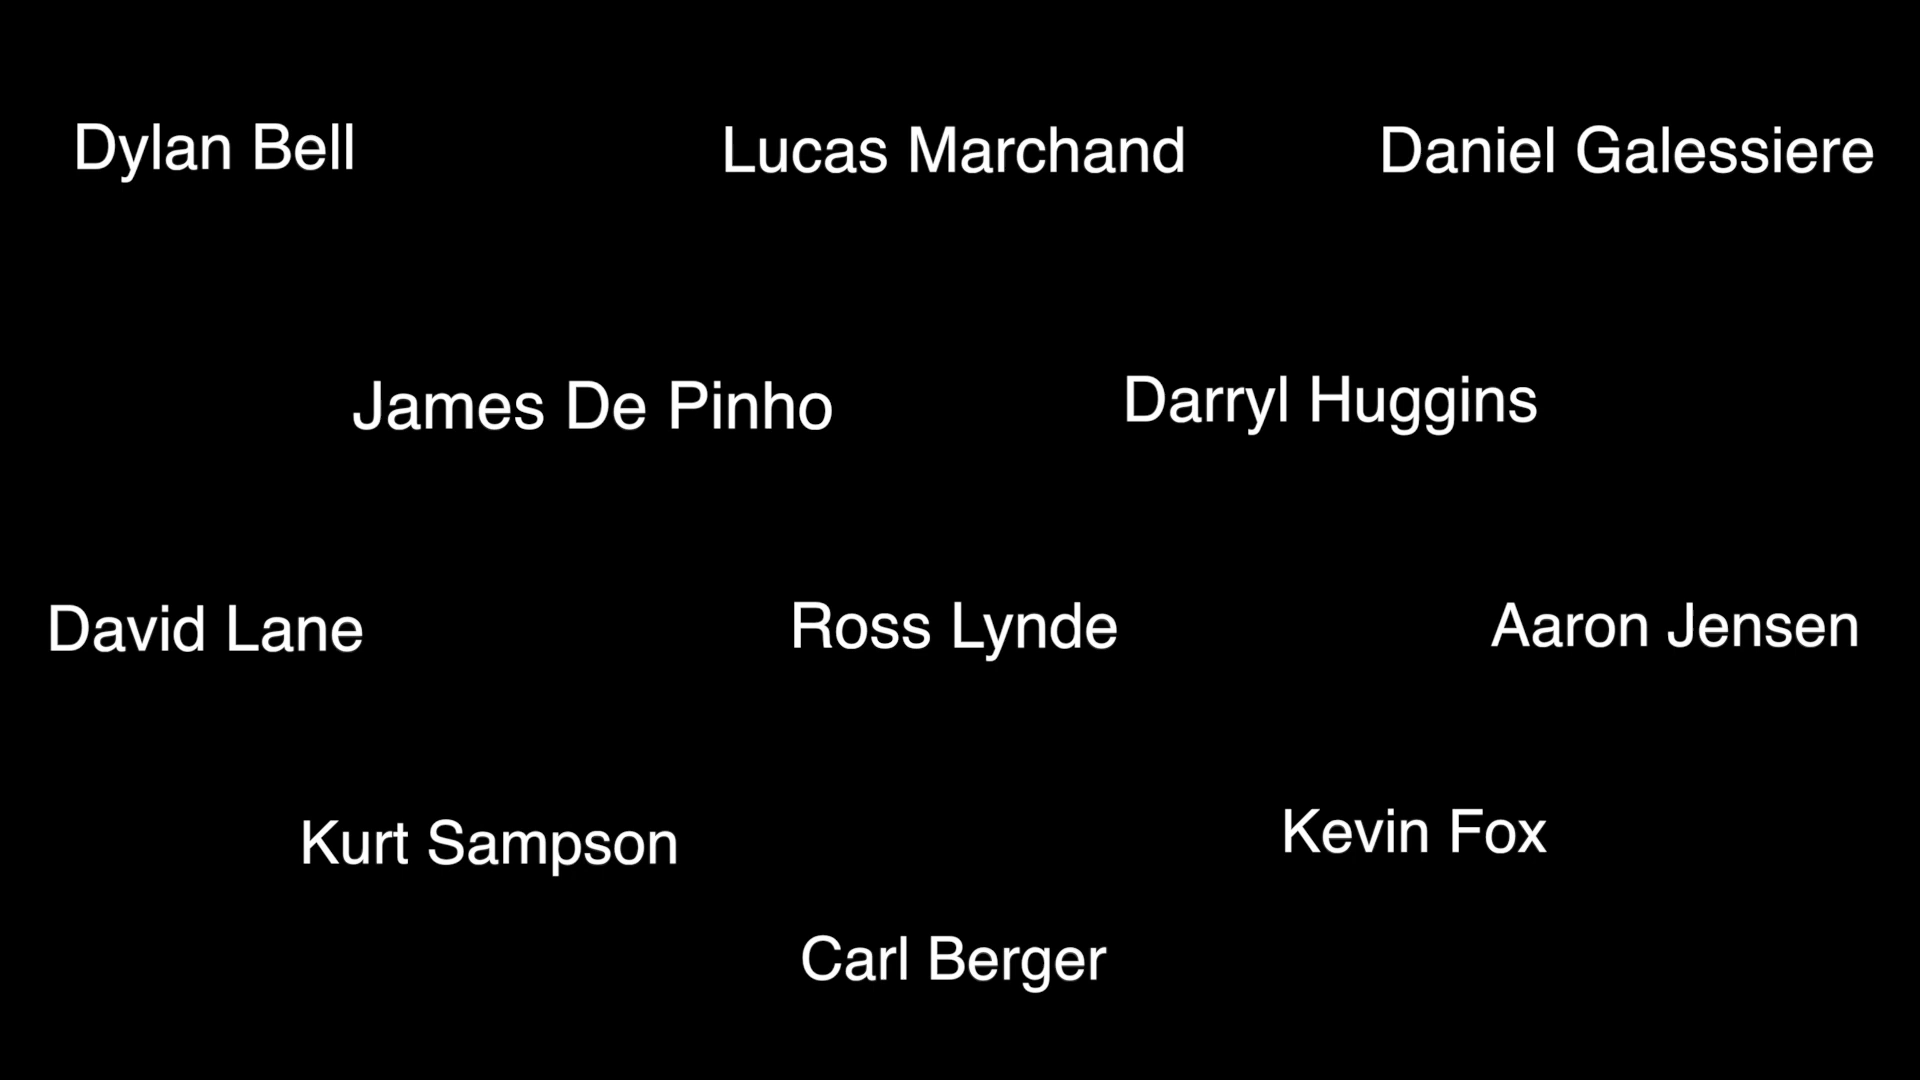 Dylan Bell Lucas Marchand Daniel Galessiere
James De Pinho Darryl Huggins
David Lane Ross Lynde Aaron Jensen
Kurt Sampson Kevin Fox
Carl Berger